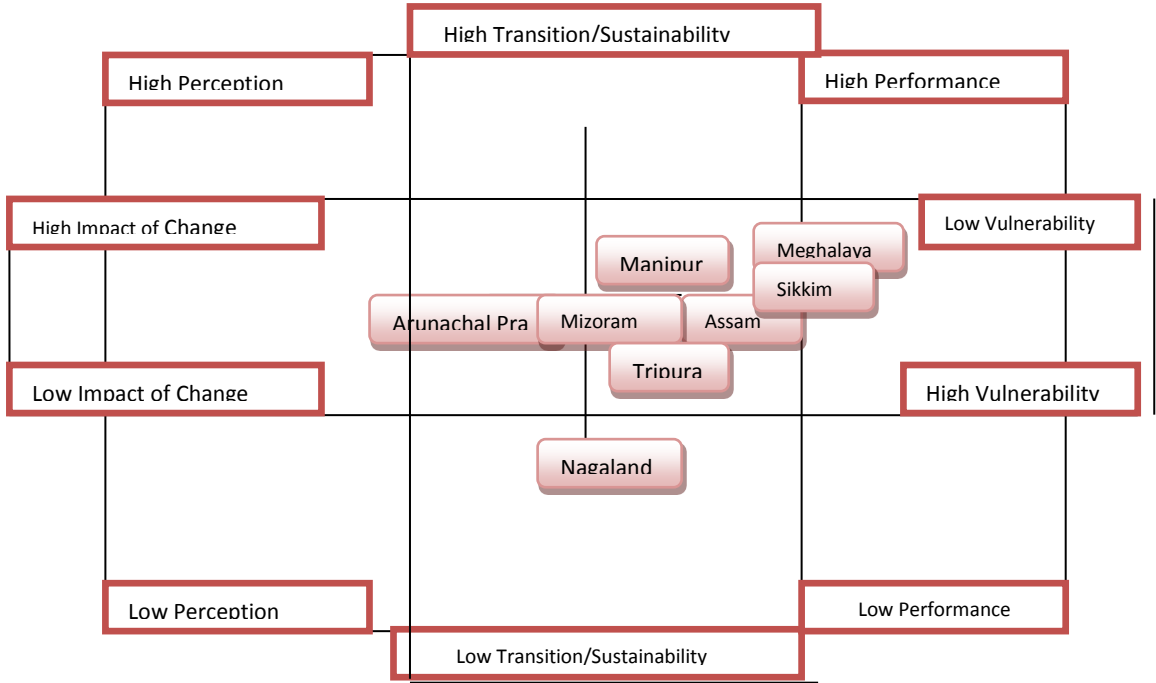 High Transition/Sustainability
High Perception
High Performance
High Impact of Change
Low Vulnerability
Manipur
Meghalaya
Sikkim
Arunachal Pra
Mizoram
Assam
Tripura
Low Impact of Change
High Vulnerability
Nagaland
Low Perception
Low Performance
Low Transition/Sustainability